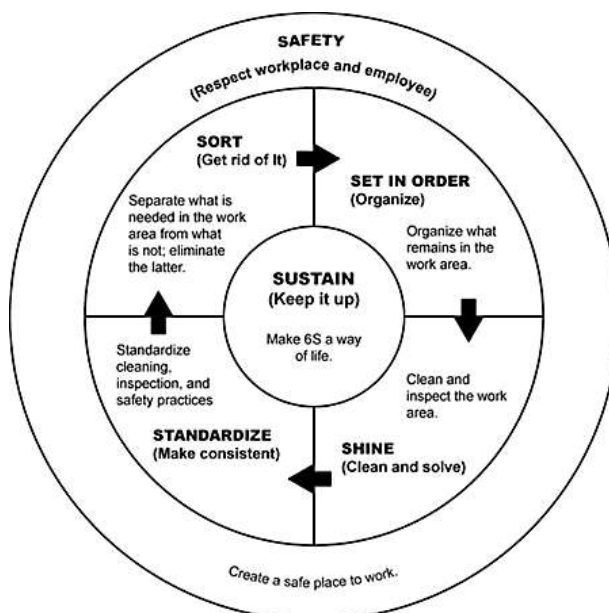 SAFETY
(Respect workplace and employee)
SORT
(Get rid of It)
Separate what is
needed in the work
area from what
is not; eliminate
the latter.
SET IN ORDER
(Organize)
Organize what
remains in the
work area.
SUSTAIN
(Keep it up)
Make 6S a way
of life.
Clean and
inspect the work
area.
SHINE
(Clean and solve)
Standardize
cleaning,
inspection, and
safety practices
STANDARDIZE
(Make consistent)
Create a safe place to work.